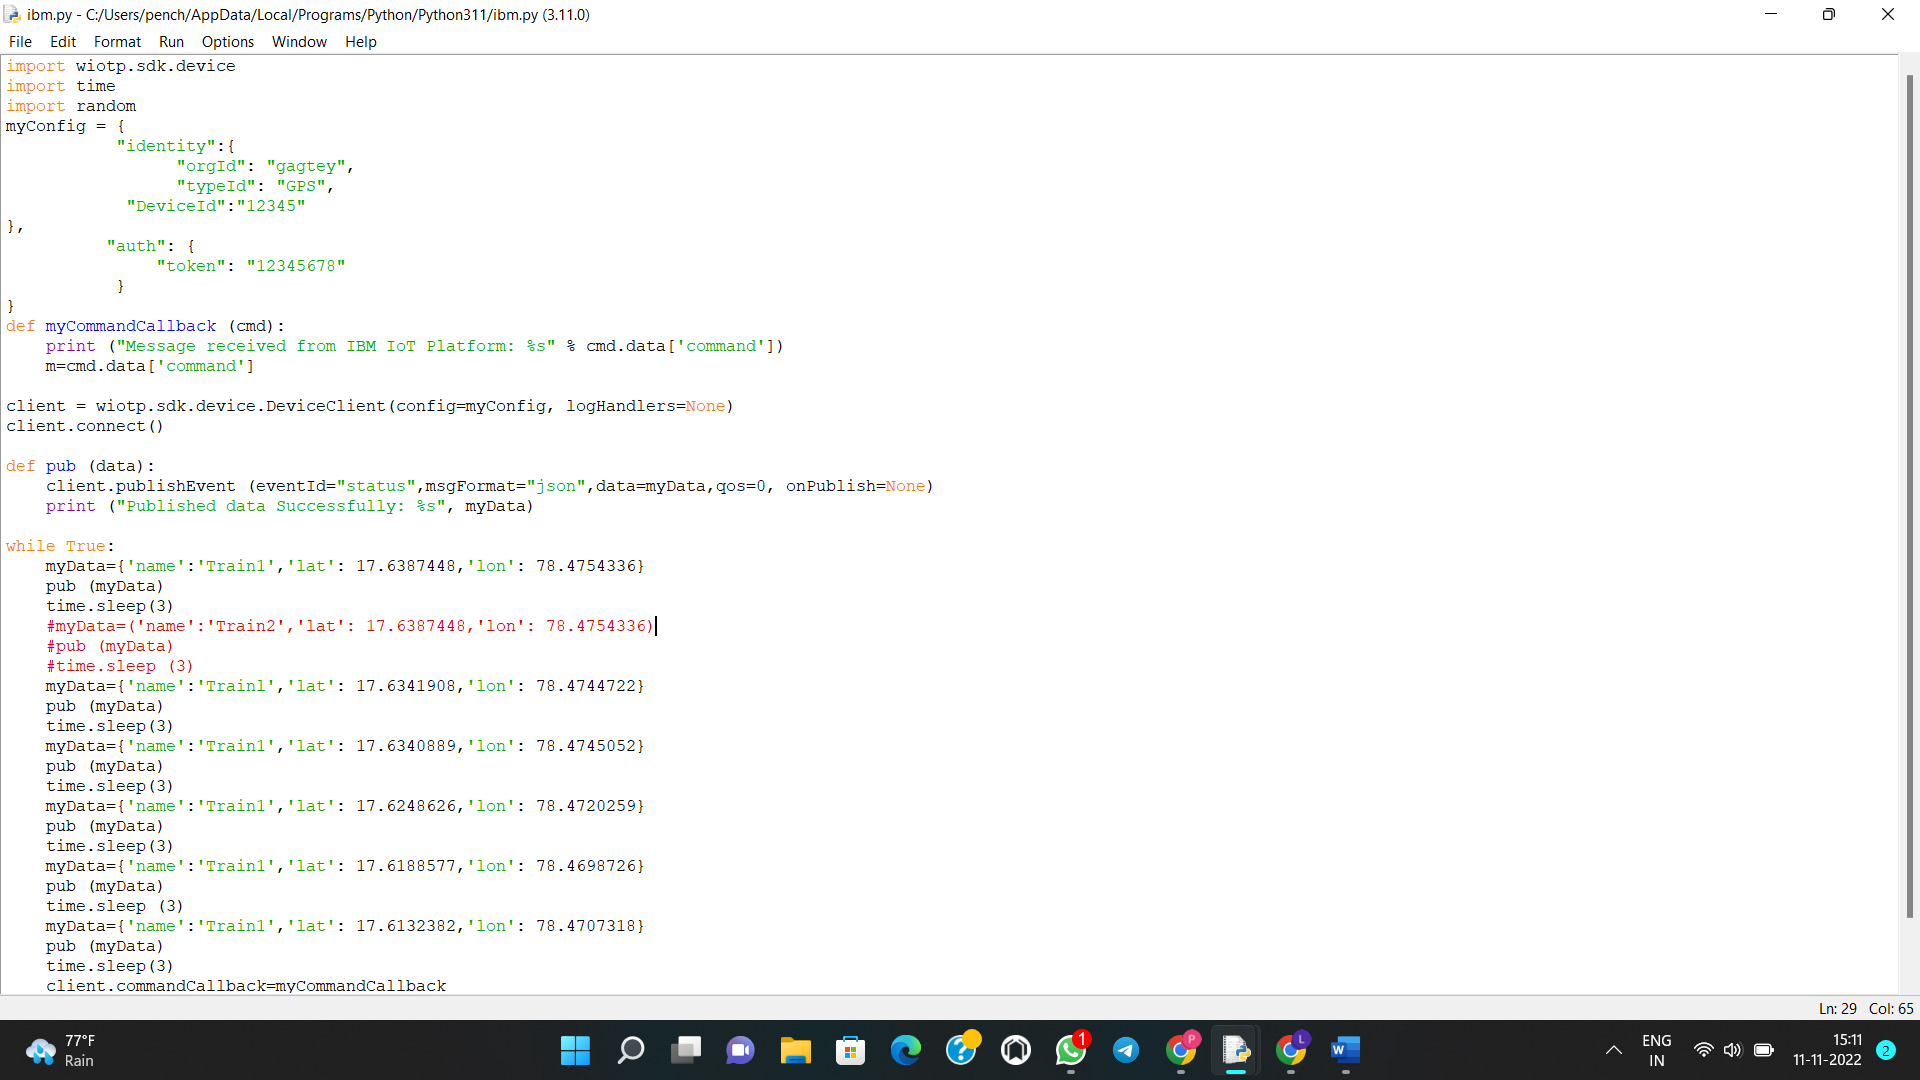 ibm.py - C:/Users/pench/AppData/Local/Programs/Python/Python311/ibm.py (3.11.0)
File Edit Format Run Options Window Help
import wiotp.sdk.device
import time
import random
myConfig = {
"identity":{
"orgId": "gagtey",
"typeId": "GPS",
"DeviceId":"12345"
},
"auth": {
"token": "12345678"
}
}
def myCommandCallback (cmd):
print ("Message received from IBM IoT Platform: %s" % cmd.data['command'])
m=cmd.data['command']
client = wiotp.sdk.device.DeviceClient(config=myConfig, logHandlers=None)
client.connect()
def pub (data):
client.publishEvent (eventId="status",msgFormat="json",data=myData,qos=0, onPublish=None)
print ("Published data Successfully: %s", myData)
while True:
myData={'name':'Train1','lat': 17.6387448,'lon': 78.4754336}
pub (myData)
time.sleep(3)
#myData=('name':'Train2','lat': 17.6387448,'lon': 78.4754336)
#pub (myData)
#time.sleep (3)
myData={'name':'Trainl','lat': 17.6341908,'lon': 78.4744722}
pub (myData)
time.sleep(3)
myData={'name':'Train1','lat': 17.6340889,'lon': 78.4745052}
pub (myData)
time.sleep(3)
myData={'name':'Train1','lat': 17.6248626,'lon': 78.4720259}
pub (myData)
time.sleep(3)
myData={'name':'Train1','lat': 17.6188577,'lon': 78.4698726}
pub (myData)
time.sleep (3)
myData={'name':'Train1','lat': 17.6132382,'lon': 78.4707318}
pub (myData)
time.sleep(3)
client.commandCallback=myCommandCallback
Ln: 29 Col: 65
77°F
Rain
1
P
L
W
ENG
IN
15:11
11-11-2022
2